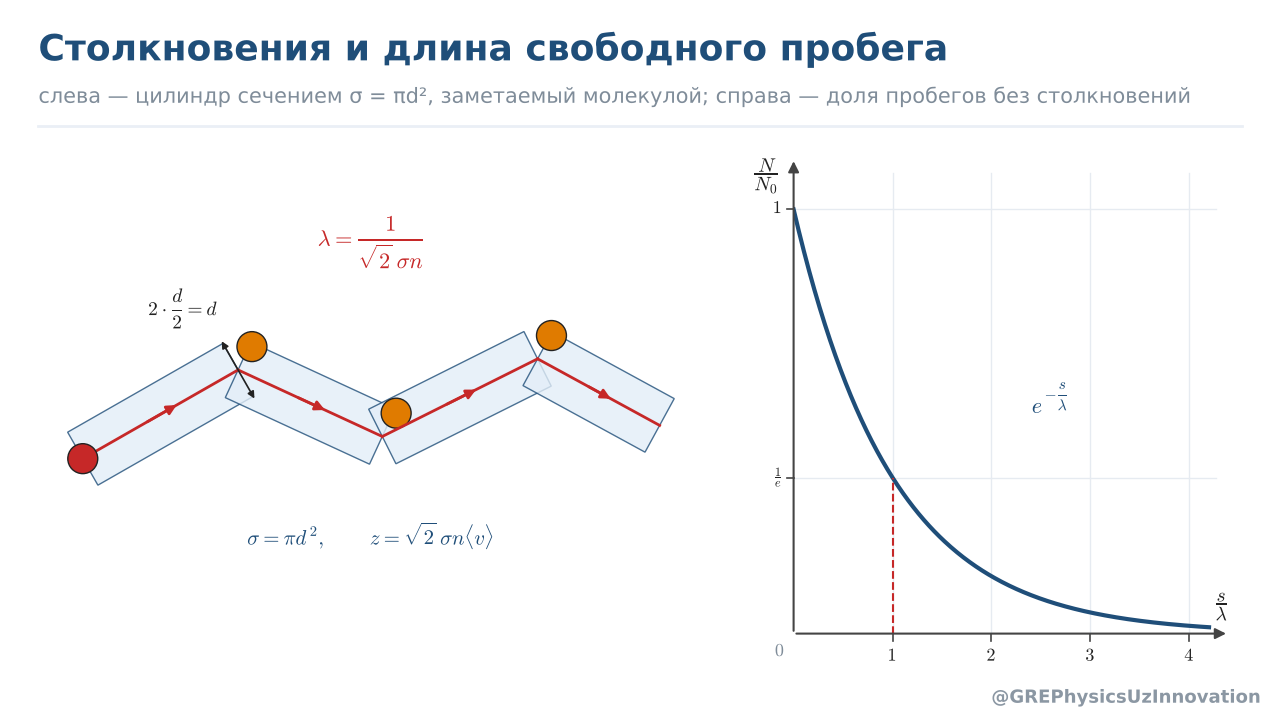 Столкновения и длина свободного пробега
слева — цилиндр сечением σ = πd², заметаемый молекулой; справа — доля пробегов без столкновений
λ = 1/(√2 σn)
2 · d/2 = d
σ = πd², z = √2 σn⟨v⟩
N/N₀
1
1/e
e^(−s/λ)
s/λ
0 1 2 3 4
@GREPhysicsUzInnovation